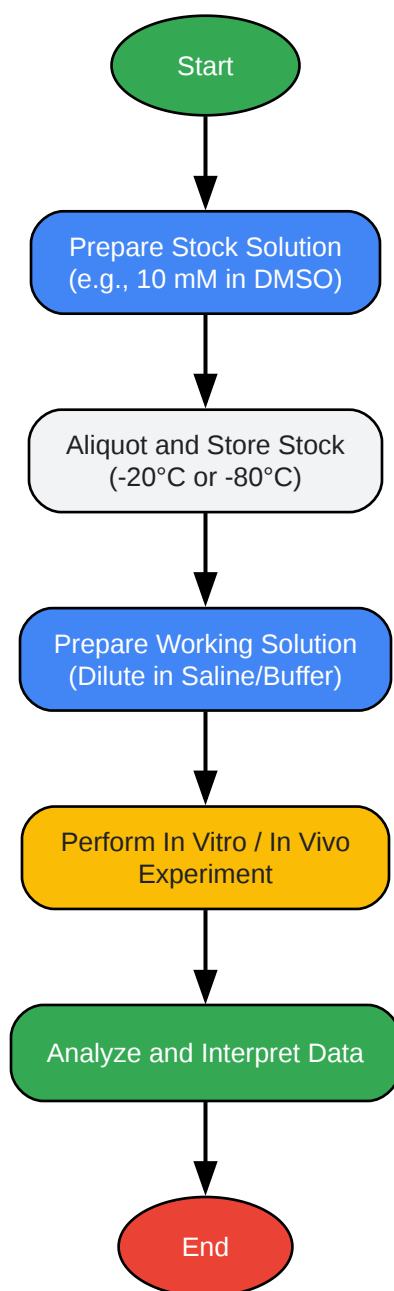 Start
Prepare Stock Solution
(e.g., 10 mM in DMSO)
Aliquot and Store Stock
(-20°C or -80°C)
Prepare Working Solution
(Dilute in Saline/Buffer)
Perform In Vitro / In Vivo
Experiment
Analyze and Interpret Data
End